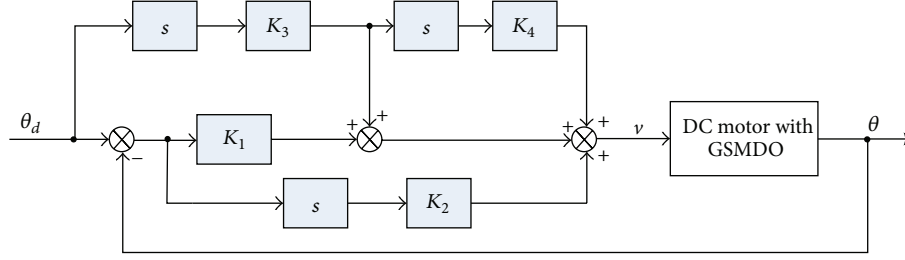 s
K3
s
K4
θd
+
+
+
+
+
−
K1
v
DC motor with
GSMDO
θ
s
K2